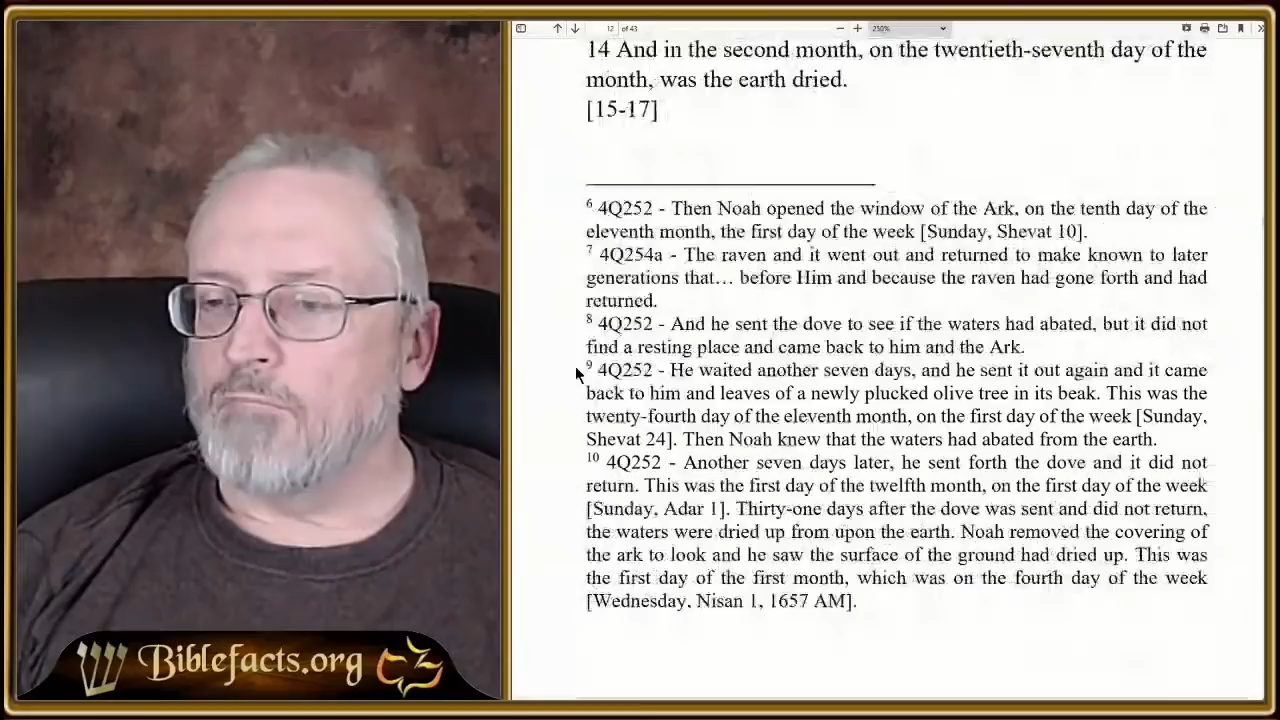 12 of 43
250%
14 And in the second month, on the twentieth-seventh day of the
month, was the earth dried.
[15-17]
6 4Q252 - Then Noah opened the window of the Ark, on the tenth day of the
eleventh month, the first day of the week [Sunday, Shevat 10].
7 4Q254a - The raven and it went out and returned to make known to later
generations that… before Him and because the raven had gone forth and had
returned.
8 4Q252 - And he sent the dove to see if the waters had abated, but it did not
find a resting place and came back to him and the Ark.
9 4Q252 - He waited another seven days, and he sent it out again and it came
back to him and leaves of a newly plucked olive tree in its beak. This was the
twenty-fourth day of the eleventh month, on the first day of the week [Sunday,
Shevat 24]. Then Noah knew that the waters had abated from the earth.
10 4Q252 - Another seven days later, he sent forth the dove and it did not
return. This was the first day of the twelfth month, on the first day of the week
[Sunday, Adar 1]. Thirty-one days after the dove was sent and did not return,
the waters were dried up from upon the earth. Noah removed the covering of
the ark to look and he saw the surface of the ground had dried up. This was
the first day of the first month, which was on the fourth day of the week
[Wednesday, Nisan 1, 1657 AM].
Biblefacts.org